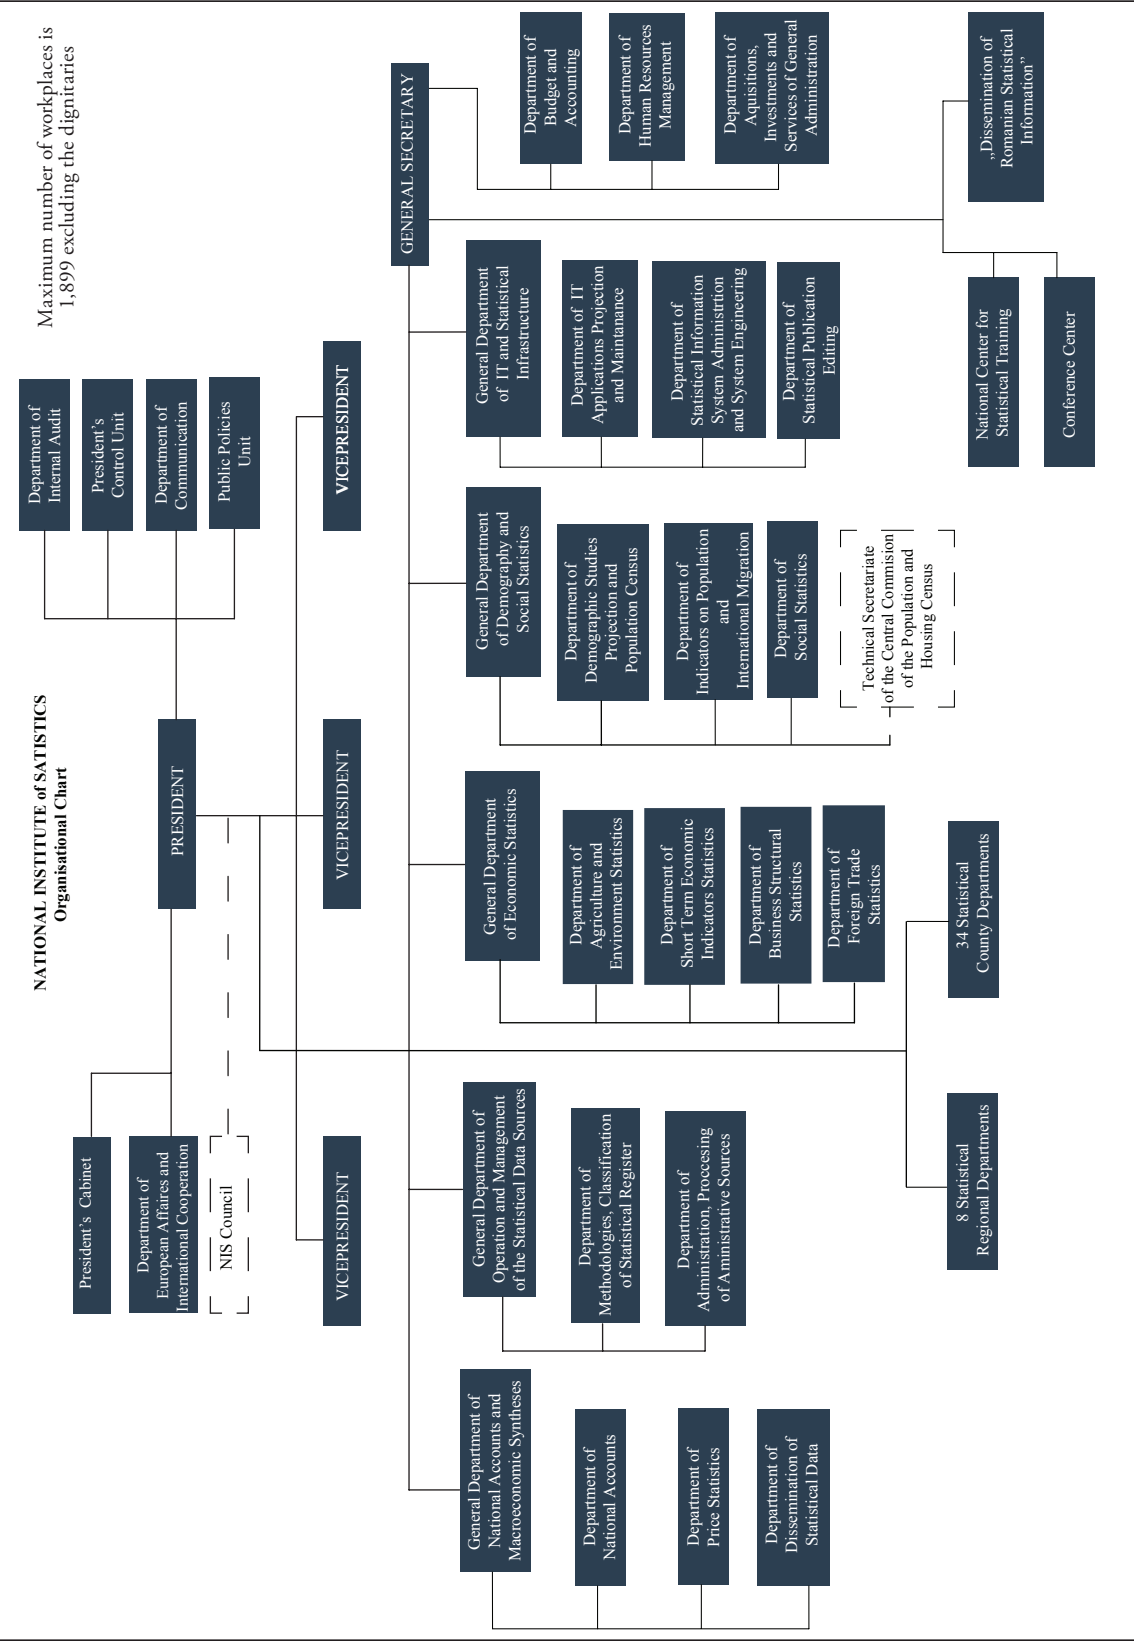 NATIONAL INSTITUTE of SATISTICS
Organisational Chart
Maximum number of workplaces is
1,899 excluding the dignitaries
President's Cabinet
Department of
European Affaires and
International Cooperation
NIS Council
PRESIDENT
Department of
Internal Audit
President's
Control Unit
Department of
Communication
Public Policies
Unit
VICEPRESIDENT
VICEPRESIDENT
VICEPRESIDENT
GENERAL SECRETARY
General Department of
National Accounts and
Macroeconomic Syntheses
Department of
National Accounts
Department of
Price Statistics
Department of
Dissemination of
Statistical Data
General Department of
Operation and Management
of the Statistical Data Sources
Department of
Methodologies, Classification
of Statistical Register
Department of
Administration, Proccesing
of Aministrative Sources
General Department
of Economic Statistics
Department of
Agriculture and
Environment Statistics
Department of
Short Term Economic
Indicators Statistics
Department of
Business Structural
Statistics
Department of
Foreign Trade
Statistics
General Department
of Demography and
Social Statistics
Department of
Demographic Studies
Projection and
Population Census
Department of
Indicators on Population
and
International Migration
Department of
Social Statistics
Technical Secretariate
of the Central Commision
of the Population and
Housing Census
General Department
of IT and Statistical
Infrastructure
Department of IT
Applications Projection
and Maintanance
Department of
Statistical Information
System Administrtion
and System Engineering
Department of
Statistical Publication
Editing
Department of
Budget and
Accounting
Department of
Human Resources
Management
Department of
Aquisitions,
Investments and
Services of General
Administration
8 Statistical
Regional Departments
34 Statistical
County Departments
National Center for
Statistical Training
Conference Center
„Dissemination of
Romanian Statistical
Information”